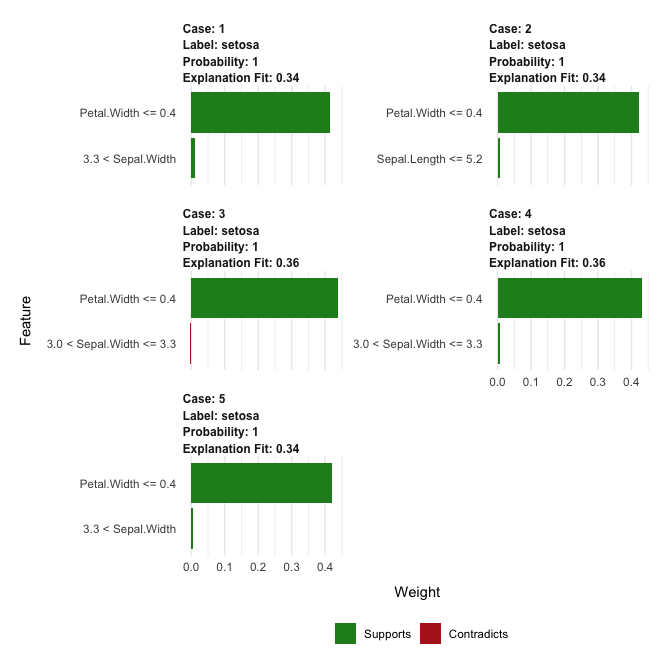 Case: 1
Label: setosa
Probability: 1
Explanation Fit: 0.34
Petal.Width <= 0.4
3.3 < Sepal.Width
Case: 2
Label: setosa
Probability: 1
Explanation Fit: 0.34
Petal.Width <= 0.4
Sepal.Length <= 5.2
Case: 3
Label: setosa
Probability: 1
Explanation Fit: 0.36
Petal.Width <= 0.4
3.0 < Sepal.Width <= 3.3
Case: 4
Label: setosa
Probability: 1
Explanation Fit: 0.36
Petal.Width <= 0.4
3.0 < Sepal.Width <= 3.3
0.0 0.1 0.2 0.3 0.4
Case: 5
Label: setosa
Probability: 1
Explanation Fit: 0.34
Petal.Width <= 0.4
3.3 < Sepal.Width
0.0 0.1 0.2 0.3 0.4
Feature
Weight
Supports Contradicts